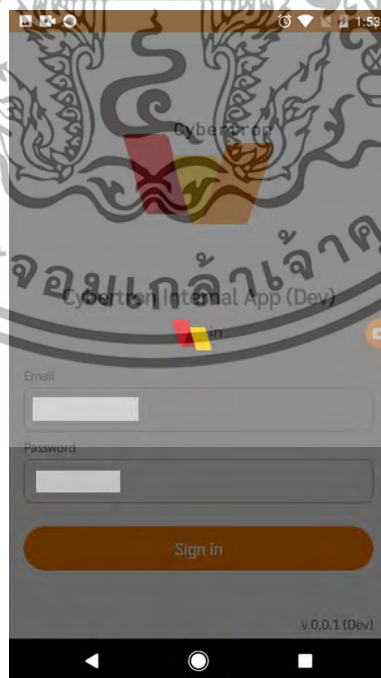 1:53
Cybertron
จอมเกล้าเจ้าค
Cybertron Internal App (Dev)
in
Email
Password
Sign in
v.0.0.1 (Dev)